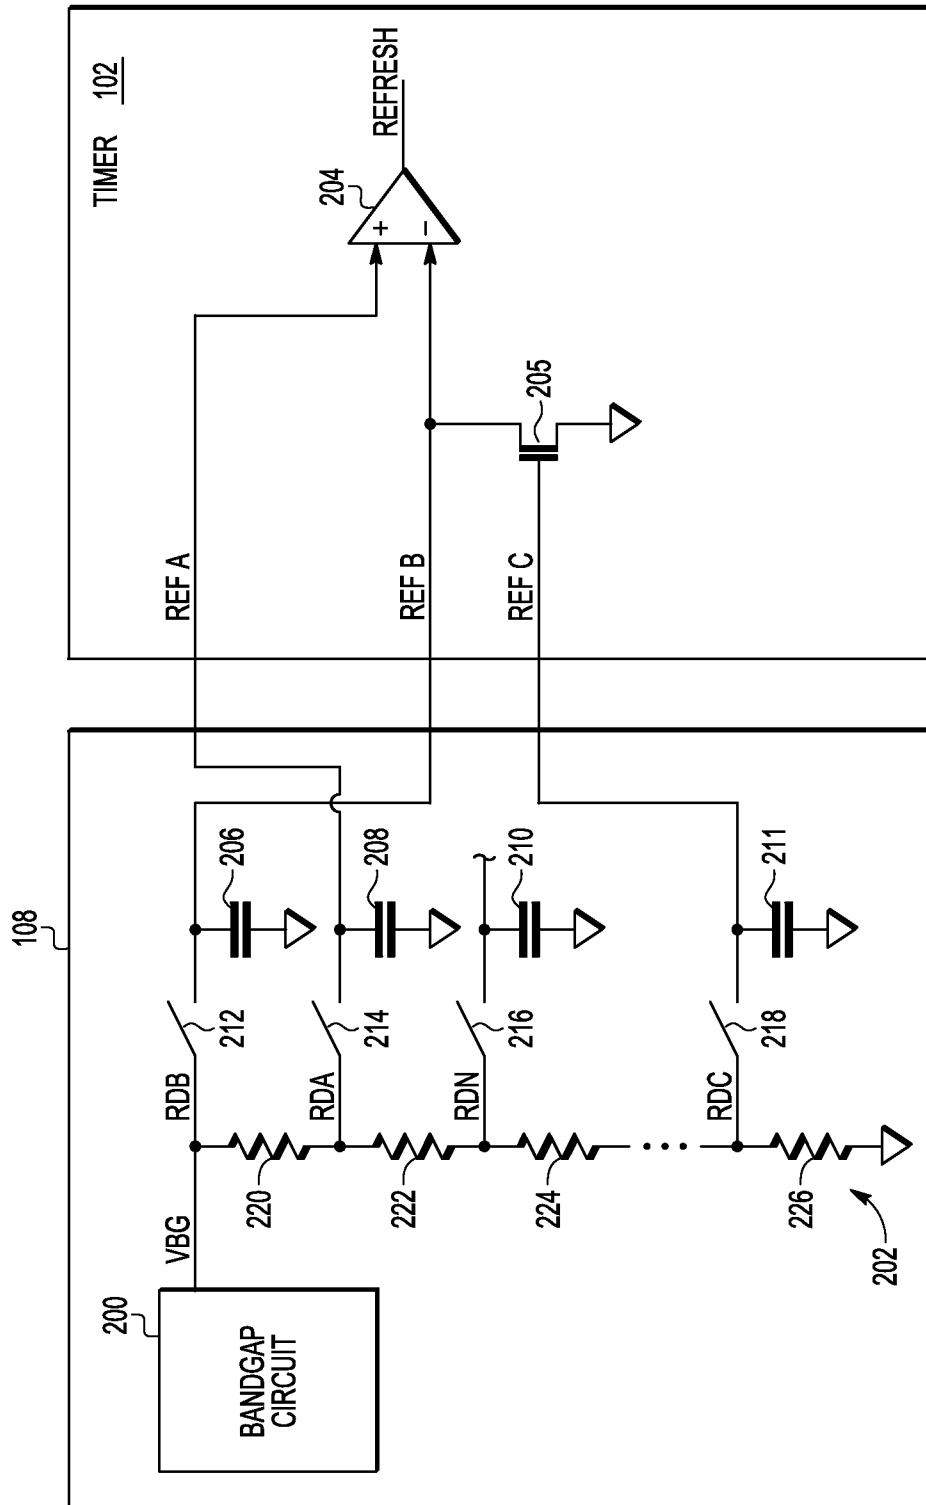 108
200
BANDGAP
CIRCUIT
VBG
RDB
212
206
220
RDA
214
208
222
RDN
216
210
224
RDC
218
211
226
202
TIMER 102
REF A
REF B
REF C
204
+
−
REFRESH
205